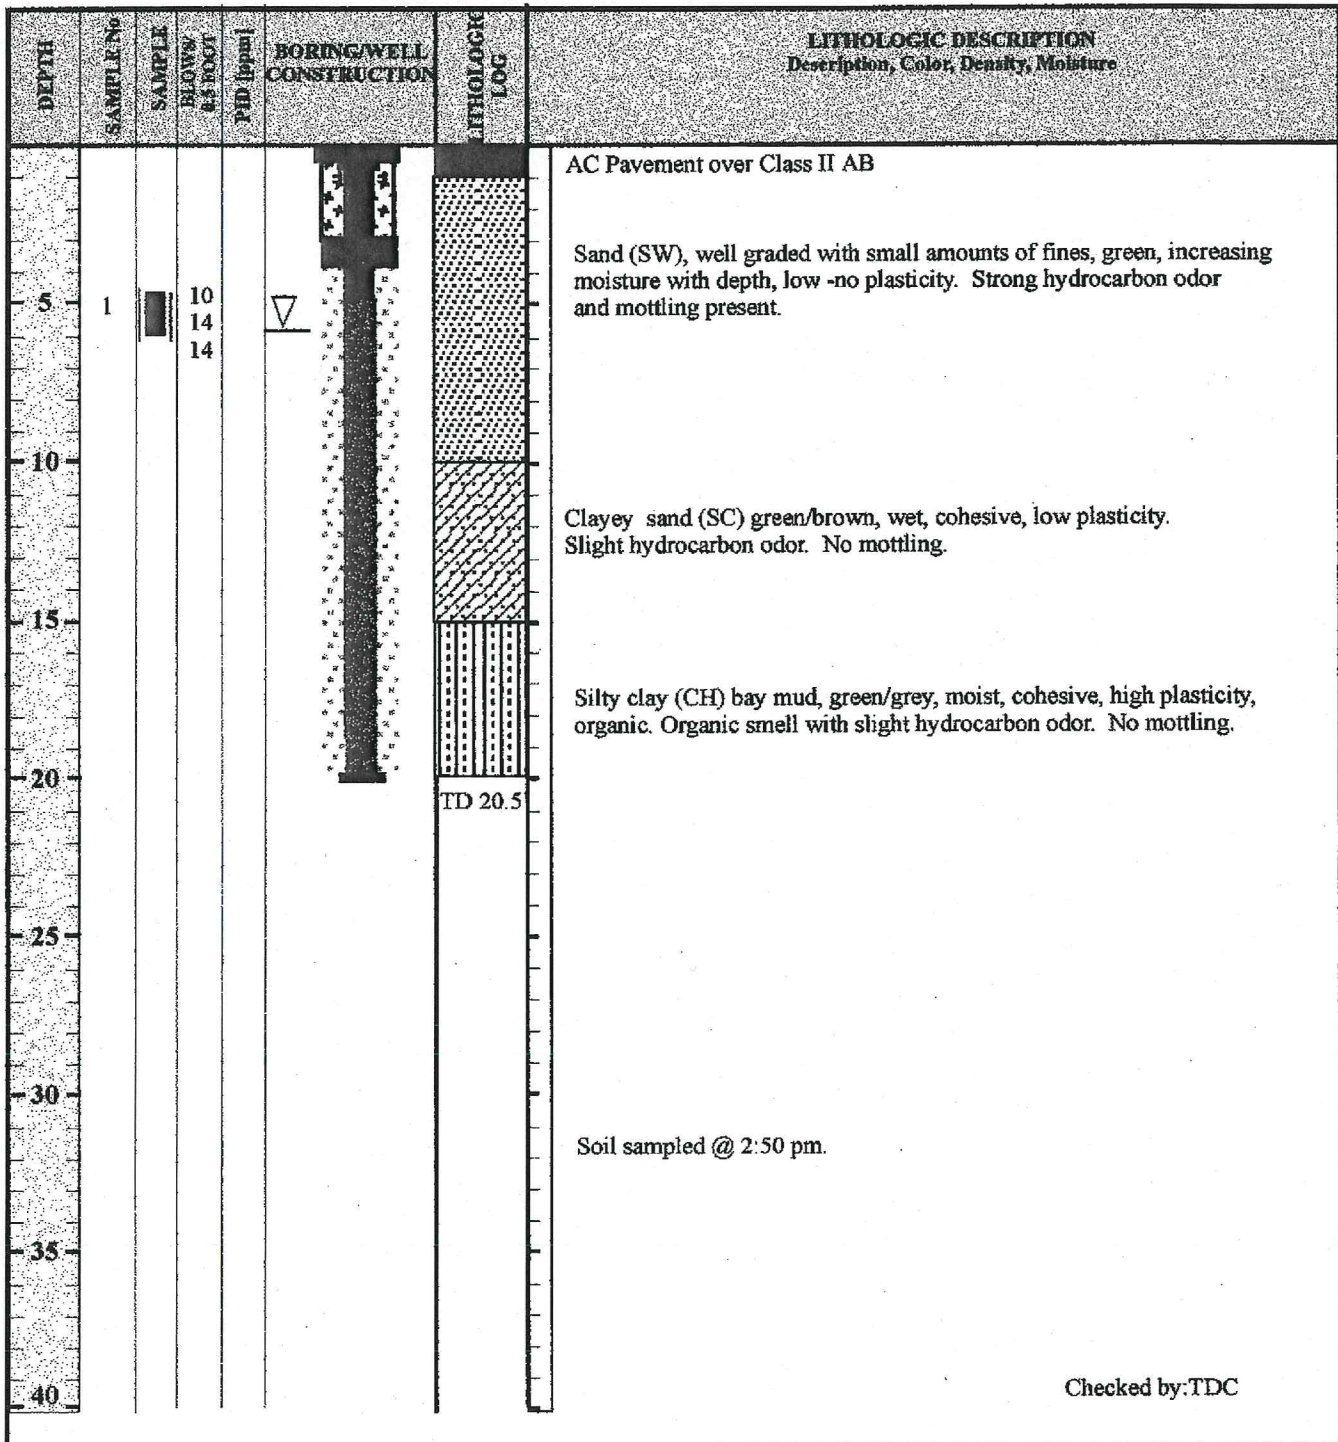 DEPTH
SAMPLE No
SAMPLE
BLOWS/
0.5 FOOT
PID [ppm]
BORING/WELL
CONSTRUCTION
LITHOLOGIC
LOG
LITHOLOGIC DESCRIPTION
Description, Color, Density, Moisture
AC Pavement over Class II AB
Sand (SW), well graded with small amounts of fines, green, increasing
moisture with depth, low -no plasticity. Strong hydrocarbon odor
and mottling present.
5
1
10
14
14
10
Clayey sand (SC) green/brown, wet, cohesive, low plasticity.
Slight hydrocarbon odor. No mottling.
15
Silty clay (CH) bay mud, green/grey, moist, cohesive, high plasticity,
organic. Organic smell with slight hydrocarbon odor. No mottling.
20
TD 20.5
25
30
Soil sampled @ 2:50 pm.
35
40
Checked by:TDC